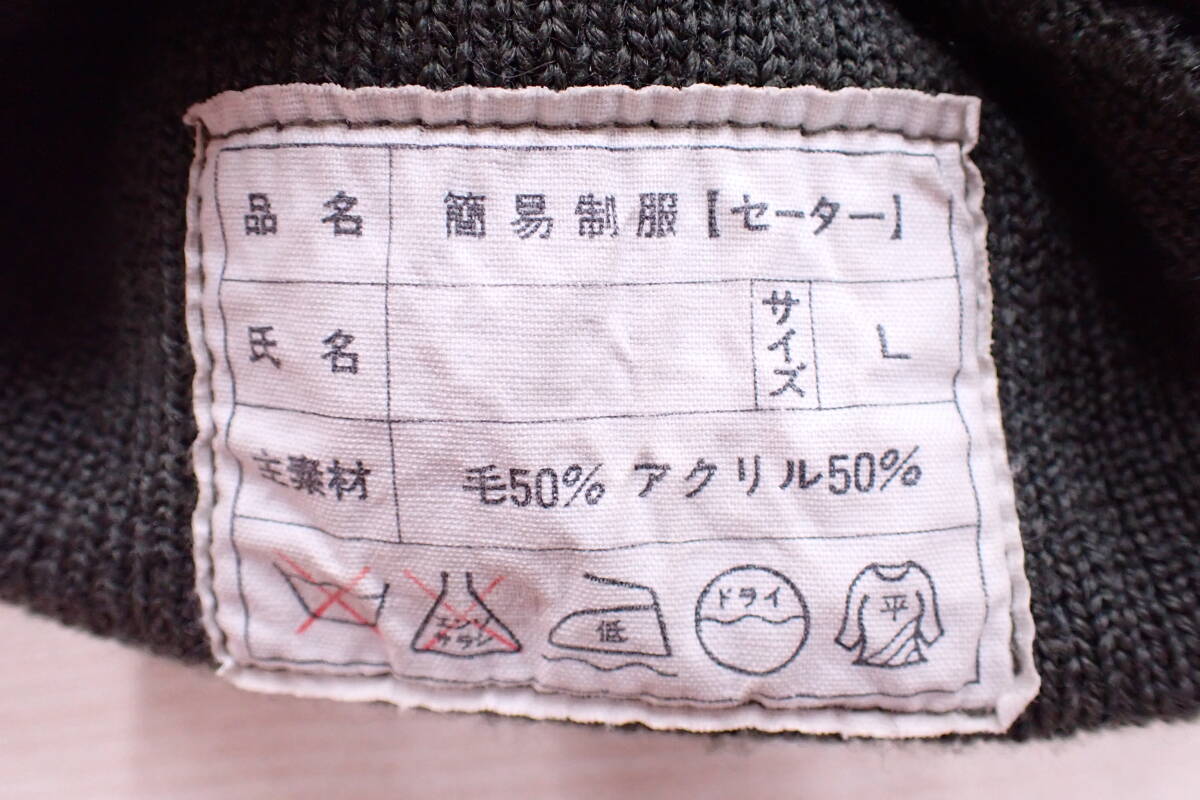 品名 簡易制服【セーター】
氏名 サイズ L
主素材 毛50% アクリル50%
エンソ サラシ 低 ドライ 平